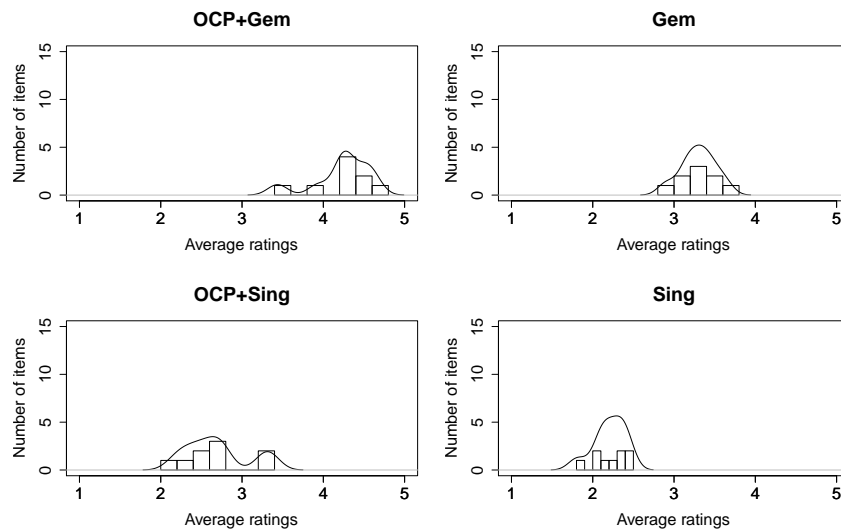 OCP+Gem
Number of items
0 5 10 15
1 2 3 4 5
Average ratings
Gem
Number of items
0 5 10 15
1 2 3 4 5
Average ratings
OCP+Sing
Number of items
0 5 10 15
1 2 3 4 5
Average ratings
Sing
Number of items
0 5 10 15
1 2 3 4 5
Average ratings